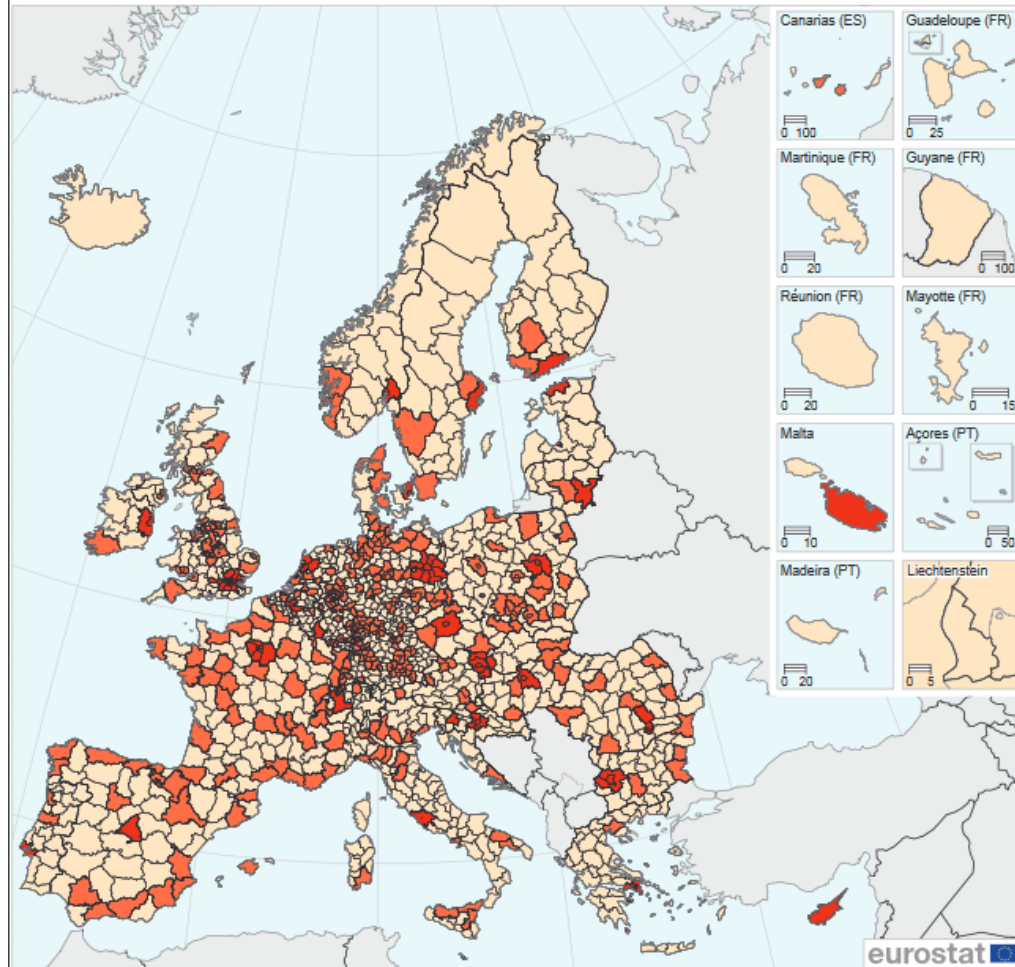 Canarias (ES)
0 100
Guadeloupe (FR)
0 25
Martinique (FR)
0 20
Guyane (FR)
0 100
Réunion (FR)
0 20
Mayotte (FR)
0 15
Malta
0 10
Açores (PT)
0 50
Madeira (PT)
0 20
Liechtenstein
0 5
eurostat